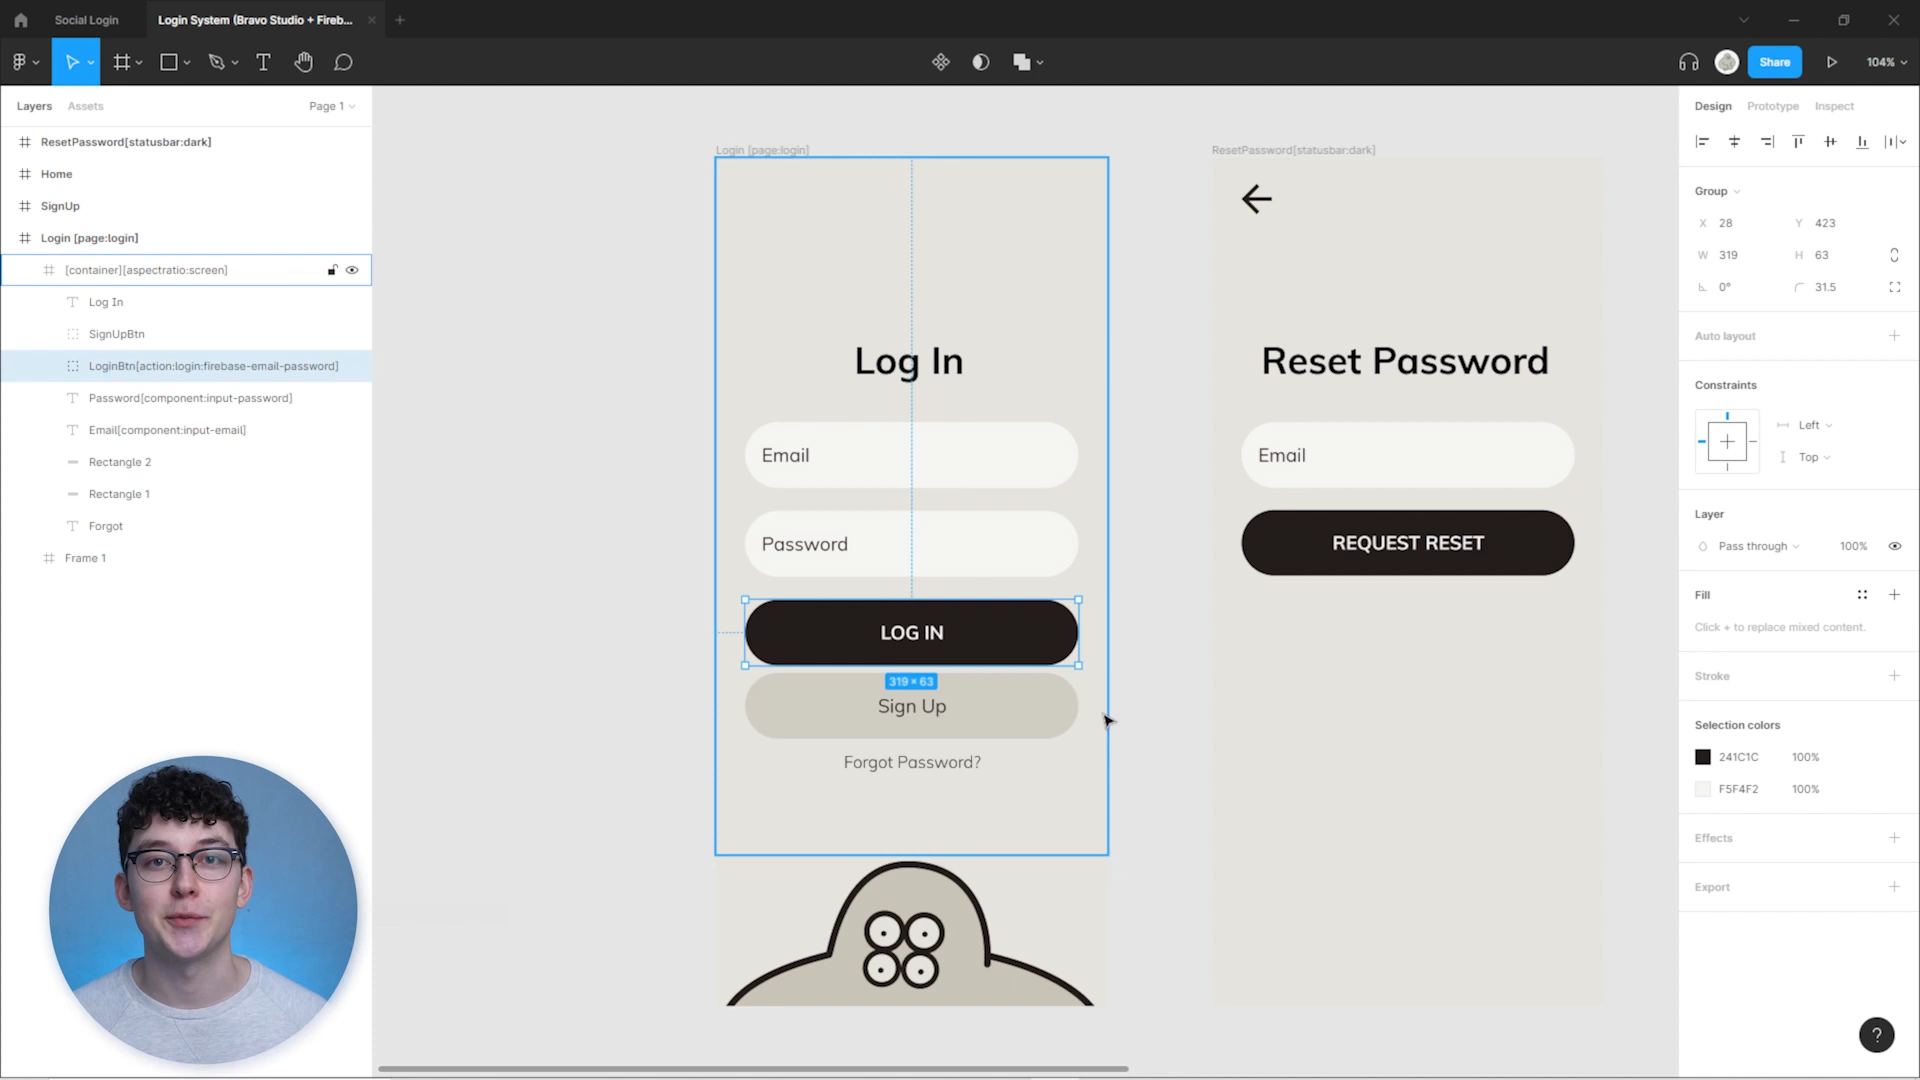 Social Login
Login System (Bravo Studio + Fireb...
Share
104%
Layers
Assets
Page 1
ResetPassword[statusbar:dark]
Home
SignUp
Login [page:login]
[container][aspectratio:screen]
Log In
SignUpBtn
LoginBtn[action:login:firebase-email-password]
Password[component:input-password]
Email[component:input-email]
Rectangle 2
Rectangle 1
Forgot
Frame 1
Login [page:login]
Log In
Email
Password
LOG IN
319 × 63
Sign Up
Forgot Password?
ResetPassword[statusbar:dark]
Reset Password
Email
REQUEST RESET
Design
Prototype
Inspect
Group
X 28
Y 423
W 319
H 63
0°
31.5
Auto layout
Constraints
Left
Top
Layer
Pass through
100%
Fill
Click + to replace mixed content.
Stroke
Selection colors
241C1C 100%
F5F4F2 100%
Effects
Export
?